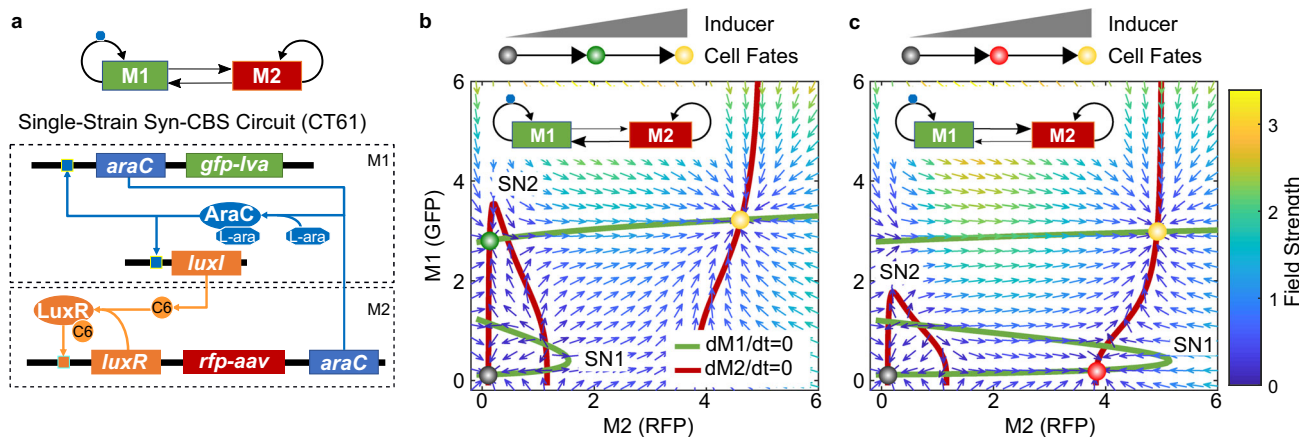 a
M1
M2
Single-Strain Syn-CBS Circuit (CT61)
M1
araC
gfp-lva
AraC
L-ara
L-ara
luxI
M2
LuxR
C6
C6
luxR
rfp-aav
araC
b
Inducer
Cell Fates
M1
M2
SN2
SN1
dM1/dt=0
dM2/dt=0
M1 (GFP)
6
4
2
0
0
2
4
6
M2 (RFP)
c
Inducer
Cell Fates
M1
M2
SN2
SN1
6
4
2
0
0
2
4
6
M2 (RFP)
3
2
1
0
Field Strength